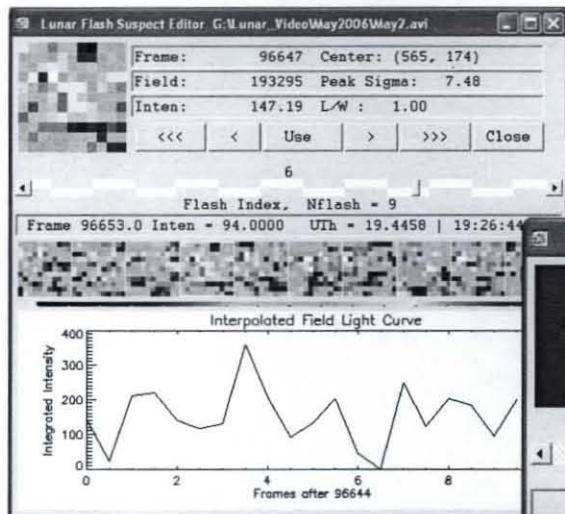 Lunar Flash Suspect Editor G:\Lunar_Video\May2006\May2.avi
Frame: 96647 Center: (565, 174)
Field: 193295 Peak Sigma: 7.48
Inten: 147.19 L/W : 1.00
<<< < Use > >>> Close
6
Flash Index, Nflash = 9
Frame 96653.0 Inten = 94.0000 UTh = 19.4458 | 19:26:44
Interpolated Field Light Curve
Integrated Intensity
400
300
200
100
0
0 2 4 6 8
Frames after 96644